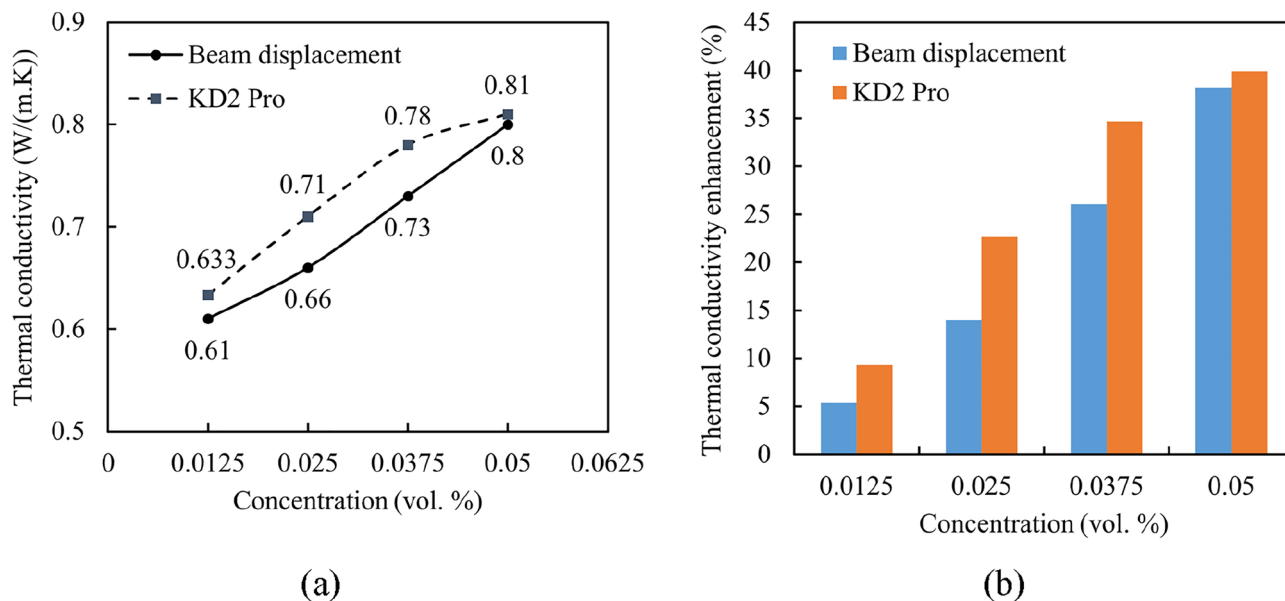 Thermal conductivity (W/(m.K))
0.9
0.8
0.7
0.6
0.5
Beam displacement
KD2 Pro
0.633
0.71
0.78
0.81
0.61
0.66
0.73
0.8
0 0.0125 0.025 0.0375 0.05 0.0625
Concentration (vol. %)
(a)
Thermal conductivity enhancement (%)
45
40
35
30
25
20
15
10
5
0
Beam displacement
KD2 Pro
0.0125 0.025 0.0375 0.05
Concentration (vol. %)
(b)